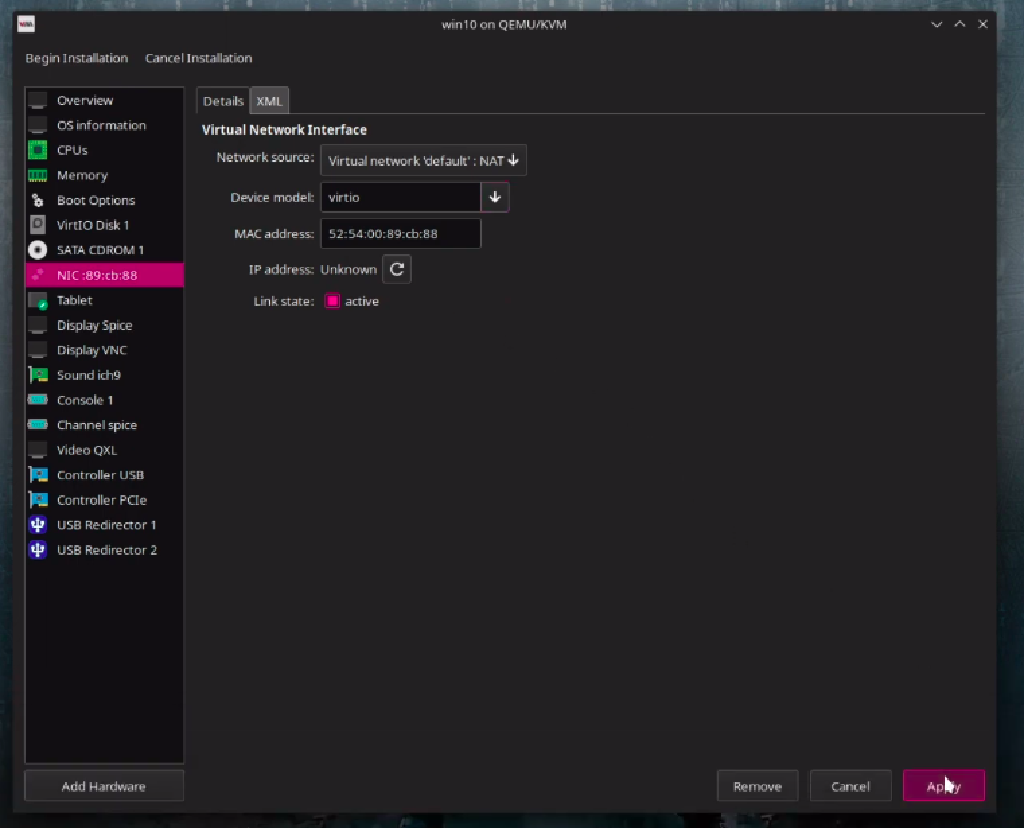 win10 on QEMU/KVM
Begin Installation Cancel Installation
Overview
OS information
CPUs
Memory
Boot Options
VirtIO Disk 1
SATA CDROM 1
NIC :89:cb:88
Tablet
Display Spice
Display VNC
Sound ich9
Console 1
Channel spice
Video QXL
Controller USB
Controller PCIe
USB Redirector 1
USB Redirector 2
Add Hardware
Details XML
Virtual Network Interface
Network source: Virtual network 'default' : NAT
Device model: virtio
MAC address: 52:54:00:89:cb:88
IP address: Unknown
Link state: active
Remove Cancel Apply